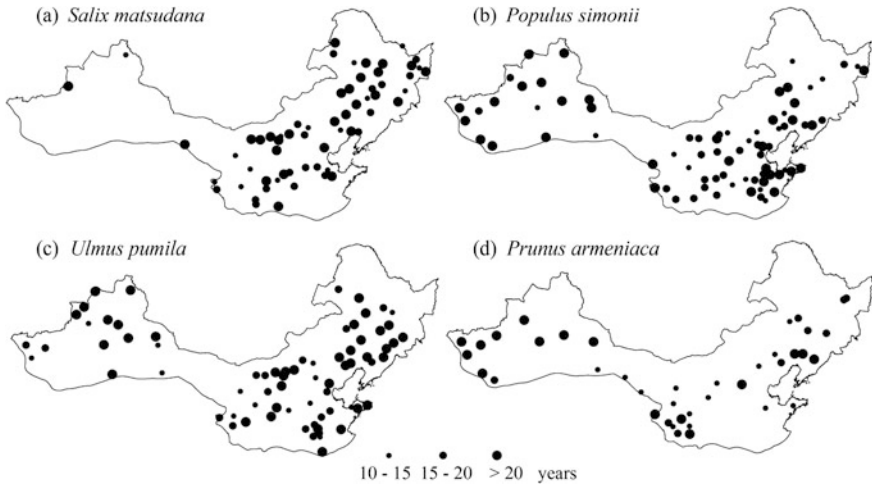 (a) Salix matsudana
(b) Populus simonii
(c) Ulmus pumila
(d) Prunus armeniaca
10 - 15 15 - 20 > 20 years